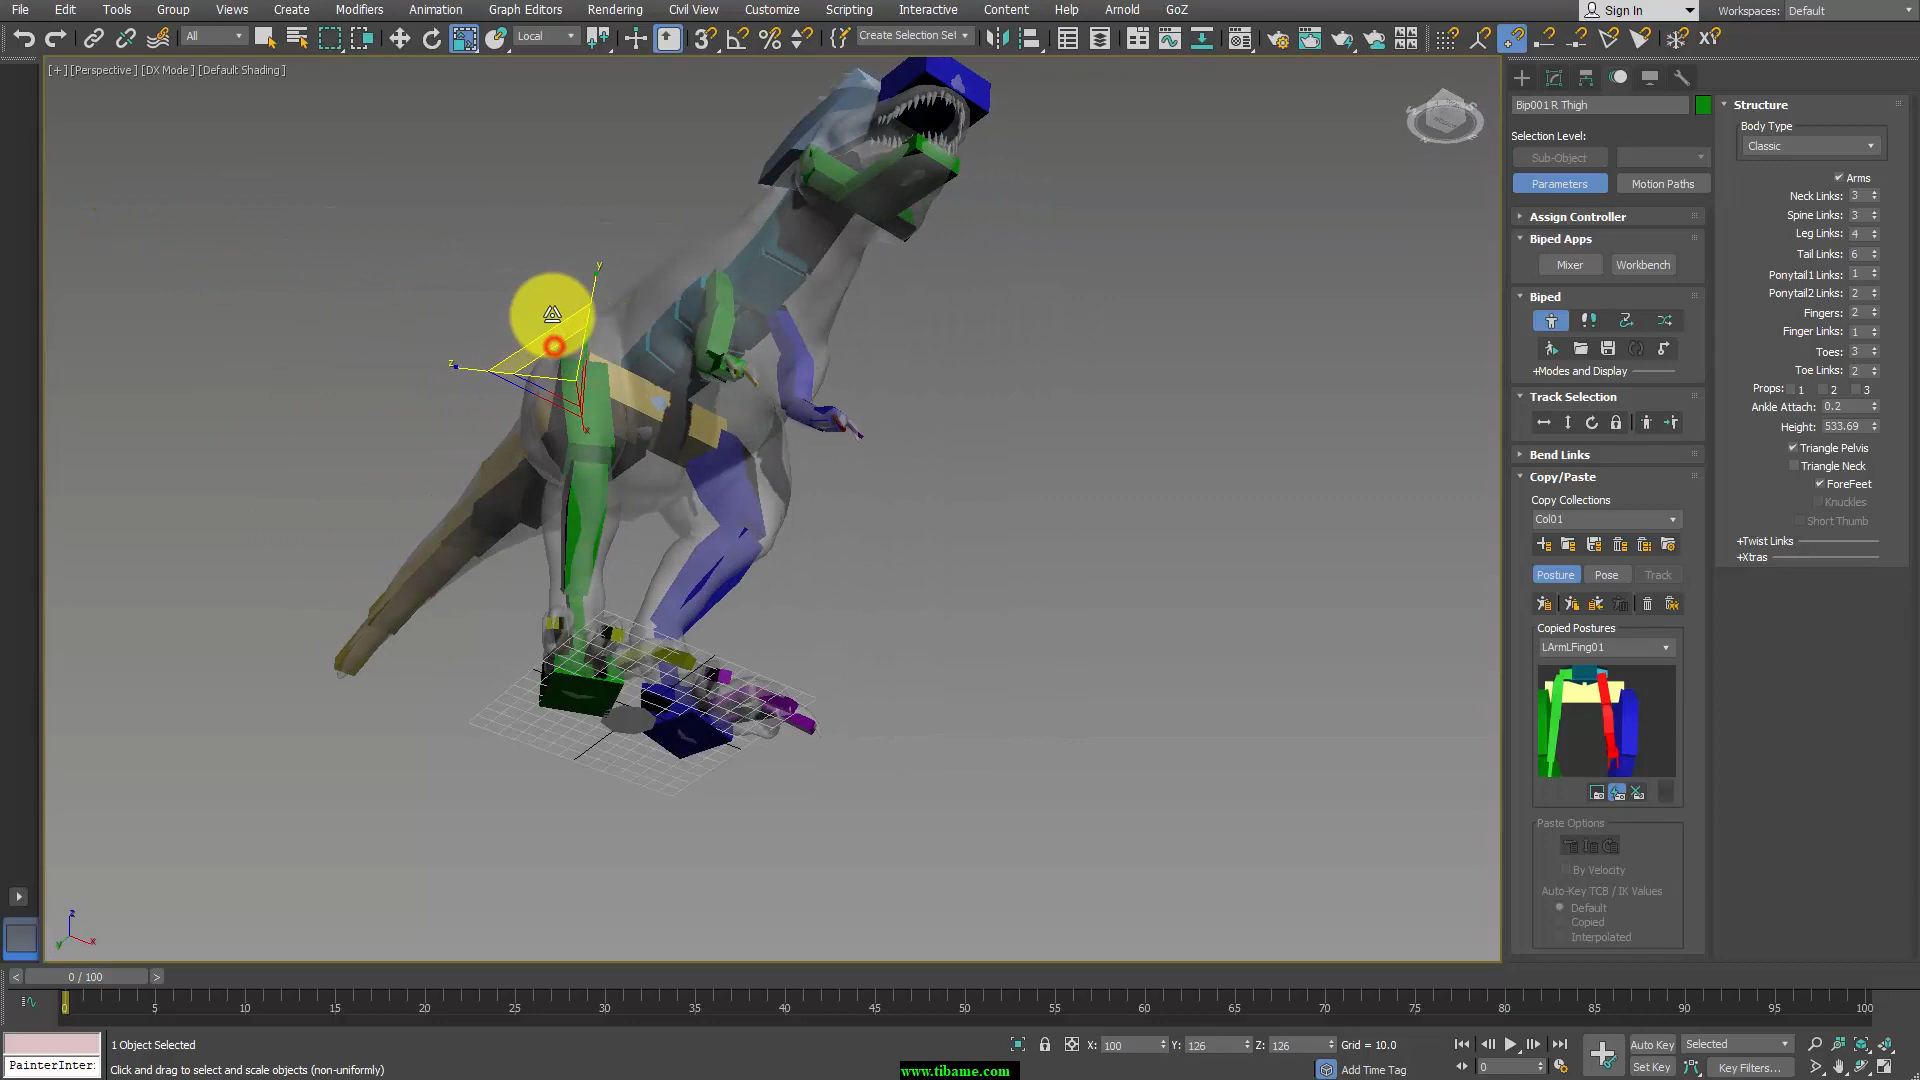 File Edit Tools Group Views Create Modifiers Animation Graph Editors Rendering Civil View Customize Scripting Interactive Content Help Arnold GoZ Sign In Workspaces: Default
All Local Create Selection Set
[+] [Perspective] [DX Mode] [Default Shading]
y
z
x
Bip001 R Thigh
Selection Level:
Sub-Object
Parameters Motion Paths
Assign Controller
Biped Apps
Mixer Workbench
Biped
+Modes and Display
Track Selection
Bend Links
Copy/Paste
Copy Collections
Col01
Posture Pose Track
Copied Postures
LArmLFing01
Paste Options
By Velocity
Auto-Key TCB / IK Values
Default
Copied
Interpolated
Structure
Body Type
Classic
Arms
Neck Links: 3
Spine Links: 3
Leg Links: 4
Tail Links: 6
Ponytail1 Links: 1
Ponytail2 Links: 2
Fingers: 2
Finger Links: 1
Toes: 3
Toe Links: 2
Props: 1 2 3
Ankle Attach: 0.2
Height: 533.69
Triangle Pelvis
Triangle Neck
ForeFeet
Knuckles
Short Thumb
+Twist Links
+Xtras
z
y x
< 0 / 100 >
0 5 10 15 20 25 30 35 40 45 50 55 60 65 70 75 80 85 90 95 100
1 Object Selected X: 100 Y: 126 Z: 126 Grid = 10.0 Auto Key Selected
PainterInter: Click and drag to select and scale objects (non-uniformly) www.tibame.com Add Time Tag 0 Set Key Key Filters...